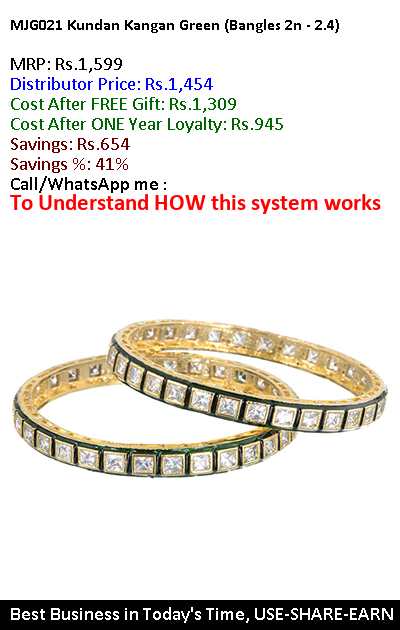 MJG021 Kundan Kangan Green (Bangles 2n - 2.4)
MRP: Rs.1,599
Distributor Price: Rs.1,454
Cost After FREE Gift: Rs.1,309
Cost After ONE Year Loyalty: Rs.945
Savings: Rs.654
Savings %: 41%
Call/WhatsApp me :
To Understand HOW this system works
Best Business in Today's Time, USE-SHARE-EARN